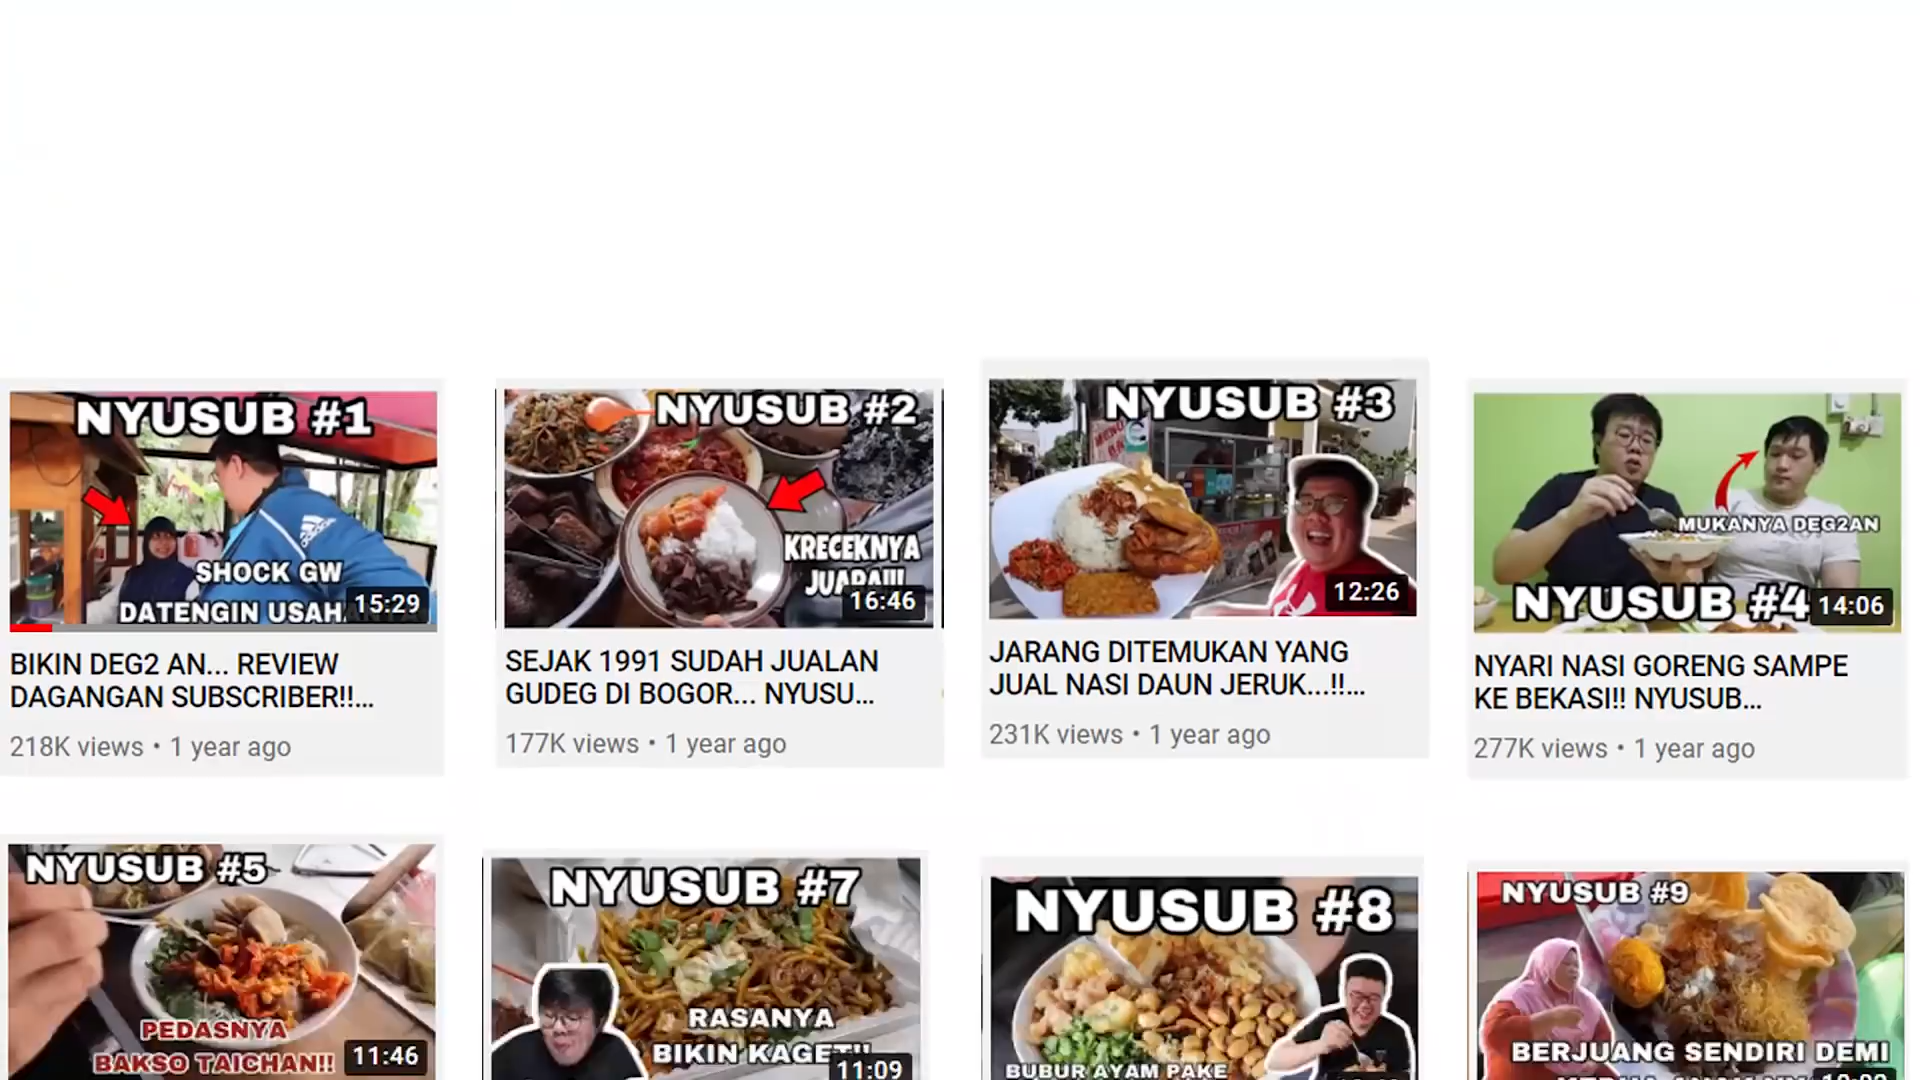 NYUSUB #1
SHOCK GW
DATENGIN
15:29
BIKIN DEG2 AN... REVIEW
DAGANGAN SUBSCRIBER!!...
218K views • 1 year ago
NYUSUB #2
KRECEKNYA
JUARA!!!
16:46
SEJAK 1991 SUDAH JUALAN
GUDEG DI BOGOR... NYUSU...
177K views • 1 year ago
NYUSUB #3
12:26
JARANG DITEMUKAN YANG
JUAL NASI DAUN JERUK...!!...
231K views • 1 year ago
MUKANYA DEG2AN
NYUSUB #4
14:06
NYARI NASI GORENG SAMPE
KE BEKASI!! NYUSUB...
277K views • 1 year ago
NYUSUB #5
PEDASNYA
BAKSO TAICHAN!!
11:46
NYUSUB #7
RASANYA
BIKIN KAGET!!
11:09
NYUSUB #8
BUBUR AYAM PAKE
NYUSUB #9
BERJUANG SENDIRI DEMI